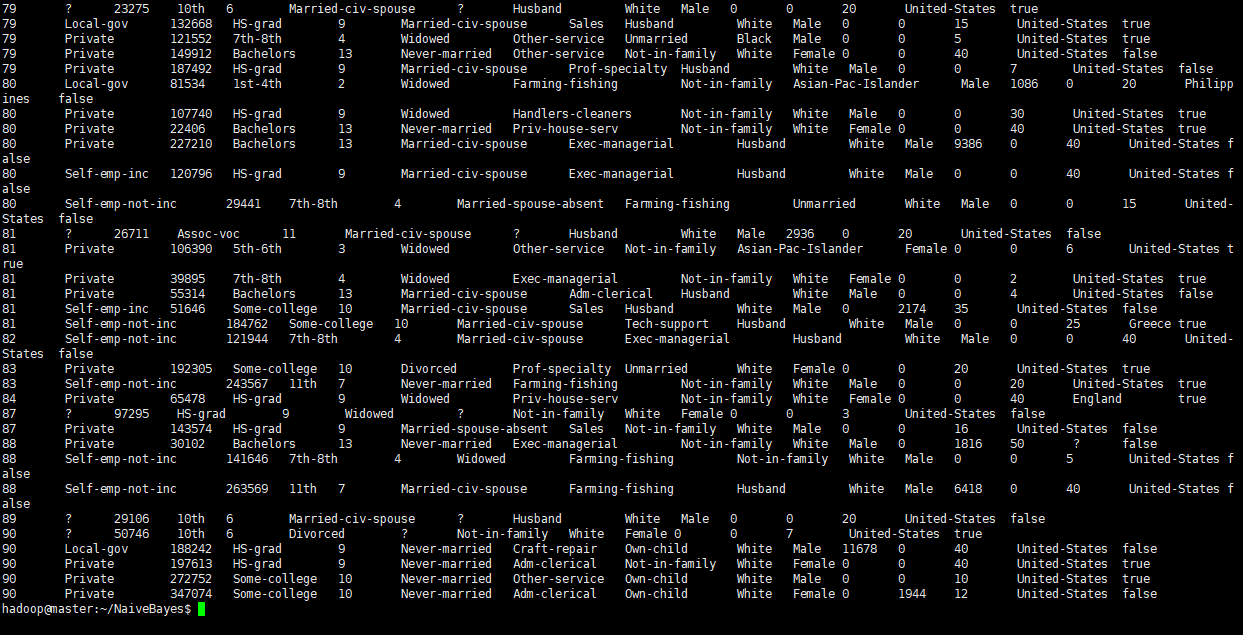 79 ? 23275 10th 6 Married-civ-spouse ? Husband White Male 0 0 20 United-States true
79 Local-gov 132668 HS-grad 9 Married-civ-spouse Sales Husband White Male 0 0 15 United-States true
79 Private 121552 7th-8th 4 Widowed Other-service Unmarried Black Male 0 0 5 United-States true
79 Private 149912 Bachelors 13 Never-married Other-service Not-in-family White Female 0 0 40 United-States false
79 Private 187492 HS-grad 9 Married-civ-spouse Prof-specialty Husband White Male 0 0 7 United-States false
80 Local-gov 81534 1st-4th 2 Widowed Farming-fishing Not-in-family Asian-Pac-Islander Male 1086 0 20 Philipp
ines false
80 Private 107740 HS-grad 9 Widowed Handlers-cleaners Not-in-family White Male 0 0 30 United-States true
80 Private 22406 Bachelors 13 Never-married Priv-house-serv Not-in-family White Female 0 0 40 United-States true
80 Private 227210 Bachelors 13 Married-civ-spouse Exec-managerial Husband White Male 9386 0 40 United-States f
alse
80 Self-emp-inc 120796 HS-grad 9 Married-civ-spouse Exec-managerial Husband White Male 0 0 40 United-States f
alse
80 Self-emp-not-inc 29441 7th-8th 4 Married-spouse-absent Farming-fishing Unmarried White Male 0 0 15 United-
States false
81 ? 26711 Assoc-voc 11 Married-civ-spouse ? Husband White Male 2936 0 20 United-States false
81 Private 106390 5th-6th 3 Widowed Other-service Not-in-family Asian-Pac-Islander Female 0 0 6 United-States t
rue
81 Private 39895 7th-8th 4 Widowed Exec-managerial Not-in-family White Female 0 0 2 United-States true
81 Private 55314 Bachelors 13 Married-civ-spouse Adm-clerical Husband White Male 0 0 4 United-States false
81 Self-emp-inc 51646 Some-college 10 Married-civ-spouse Sales Husband White Male 0 2174 35 United-States false
81 Self-emp-not-inc 184762 Some-college 10 Married-civ-spouse Tech-support Husband White Male 0 0 25 Greece true
82 Self-emp-not-inc 121944 7th-8th 4 Married-civ-spouse Exec-managerial Husband White Male 0 0 40 United-
States false
83 Private 192305 Some-college 10 Divorced Prof-specialty Unmarried White Female 0 0 20 United-States true
83 Self-emp-not-inc 243567 11th 7 Never-married Farming-fishing Not-in-family White Male 0 0 20 United-States true
84 Private 65478 HS-grad 9 Widowed Priv-house-serv Not-in-family White Female 0 0 40 England true
87 ? 97295 HS-grad 9 Widowed ? Not-in-family White Female 0 0 3 United-States false
87 Private 143574 HS-grad 9 Married-spouse-absent Sales Not-in-family White Male 0 0 16 United-States false
88 Private 30102 Bachelors 13 Never-married Exec-managerial Not-in-family White Male 0 1816 50 ? false
88 Self-emp-not-inc 141646 7th-8th 4 Widowed Farming-fishing Not-in-family White Male 0 0 5 United-States f
alse
88 Self-emp-not-inc 263569 11th 7 Married-civ-spouse Farming-fishing Husband White Male 6418 0 40 United-States f
alse
89 ? 29106 10th 6 Married-civ-spouse ? Husband White Male 0 0 20 United-States false
90 ? 50746 10th 6 Divorced ? Not-in-family White Female 0 0 7 United-States true
90 Local-gov 188242 HS-grad 9 Never-married Craft-repair Own-child White Male 11678 0 40 United-States false
90 Private 197613 HS-grad 9 Never-married Adm-clerical Not-in-family White Female 0 0 40 United-States true
90 Private 272752 Some-college 10 Never-married Other-service Own-child White Male 0 0 10 United-States true
90 Private 347074 Some-college 10 Never-married Adm-clerical Own-child White Female 0 1944 12 United-States false
hadoop@master:~/NaiveBayes$